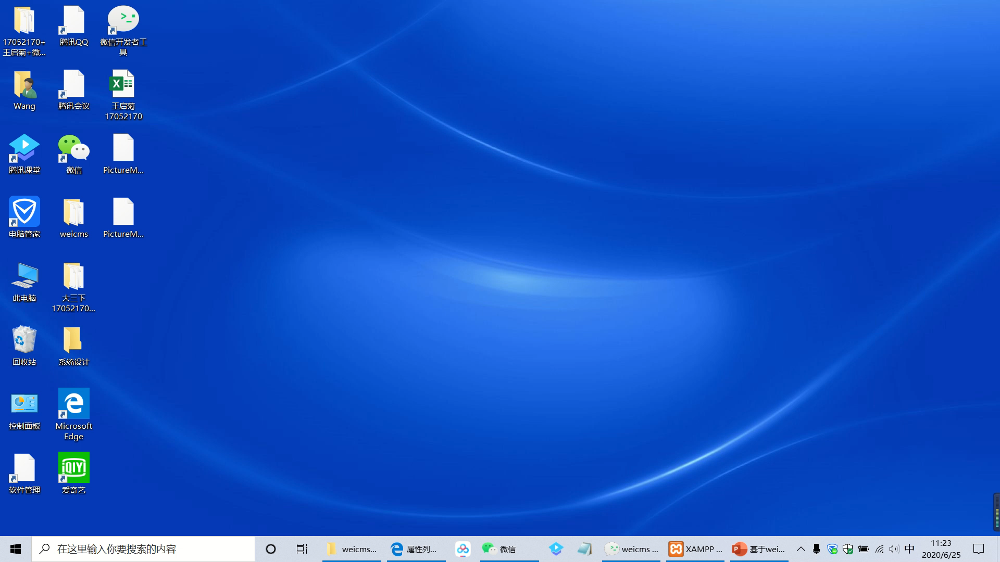 17052170+
王启菊+微...
腾讯QQ
微信开发者工
具
Wang
腾讯会议
王启菊
17052170
腾讯课堂
微信
PictureM...
电脑管家
weicms
PictureM...
此电脑
大三下
17052170...
回收站
系统设计
控制面板
Microsoft
Edge
软件管理
iQIYI
爱奇艺
在这里输入你要搜索的内容
weicms...
属性列...
微信
weicms ...
XAMPP ...
基于wei...
中
11:23
2020/6/25